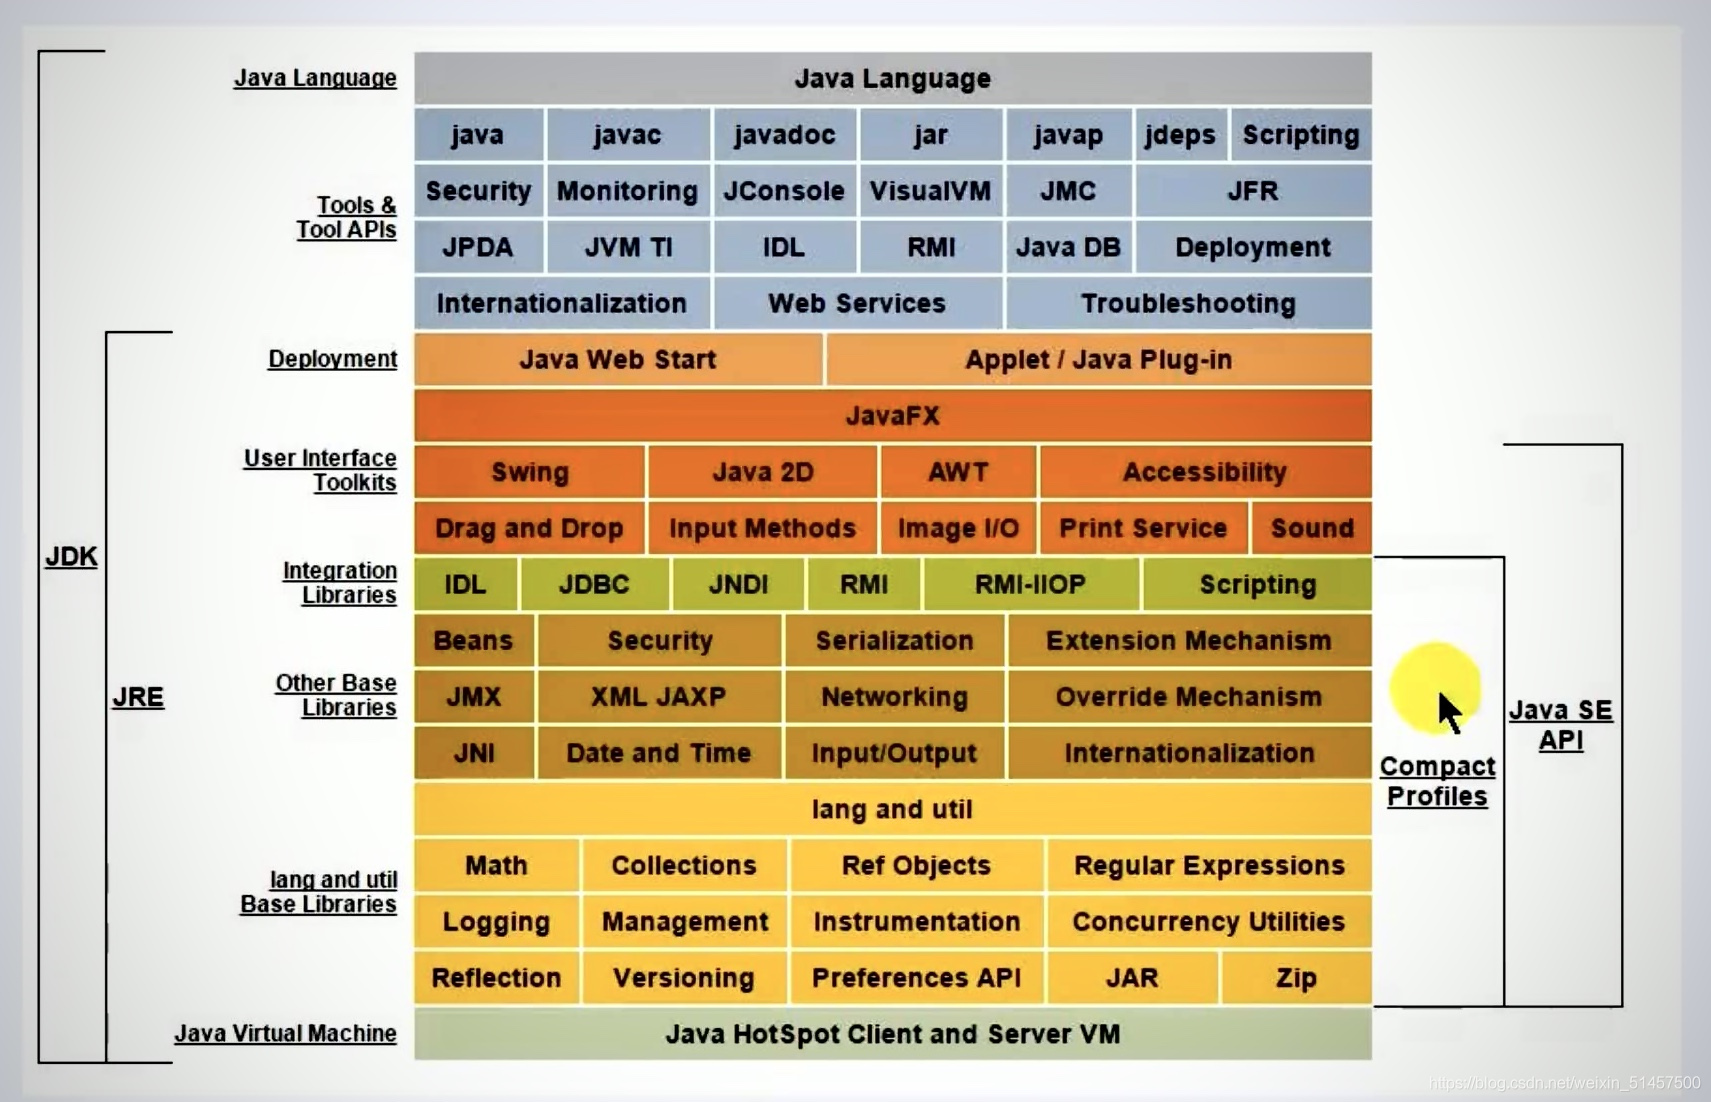 Java Language
Java Language
java javac javadoc jar javap jdeps Scripting
Tools &
Tool APIs
Security Monitoring JConsole VisualVM JMC JFR
JPDA JVM TI IDL RMI Java DB Deployment
Internationalization Web Services Troubleshooting
Deployment
Java Web Start Applet / Java Plug-in
JavaFX
User Interface
Toolkits
Swing Java 2D AWT Accessibility
Drag and Drop Input Methods Image I/O Print Service Sound
JDK
Integration
Libraries
IDL JDBC JNDI RMI RMI-IIOP Scripting
Beans Security Serialization Extension Mechanism
JRE
Other Base
Libraries
JMX XML JAXP Networking Override Mechanism
Java SE
API
JNI Date and Time Input/Output Internationalization
Compact
Profiles
lang and util
lang and util
Base Libraries
Math Collections Ref Objects Regular Expressions
Logging Management Instrumentation Concurrency Utilities
Reflection Versioning Preferences API JAR Zip
Java Virtual Machine
Java HotSpot Client and Server VM
https://blog.csdn.net/weixin_51457500